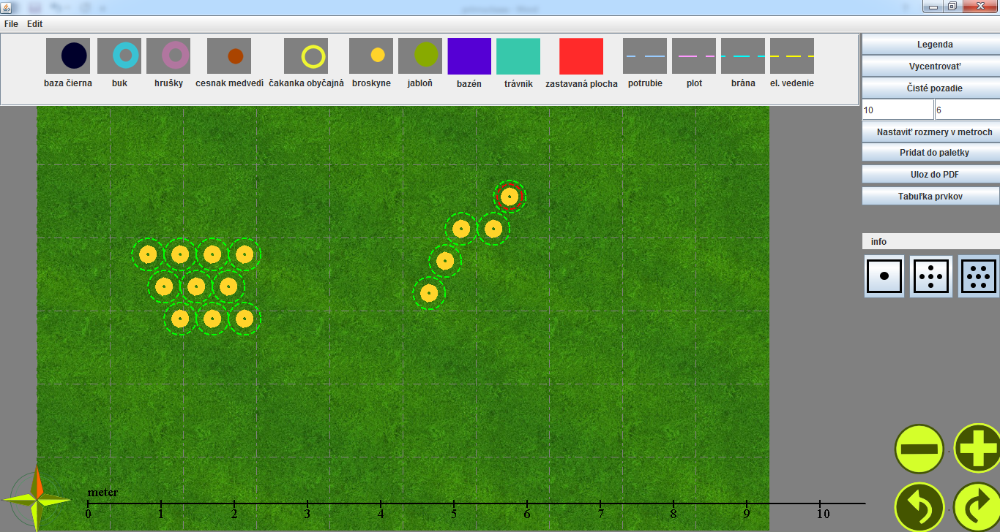 File Edit
baza čierna buk hrušky cesnak medvedí čakanka obyčajná broskyne jabloň bazén trávnik zastavaná plocha potrubie plot brána el. vedenie
Legenda
Vycentrovať
Čisté pozadie
10 6
Nastaviť rozmery v metroch
Pridat do paletky
Uloz do PDF
Tabuľka prvkov
info
meter
0 1 2 3 4 5 6 7 8 9 10